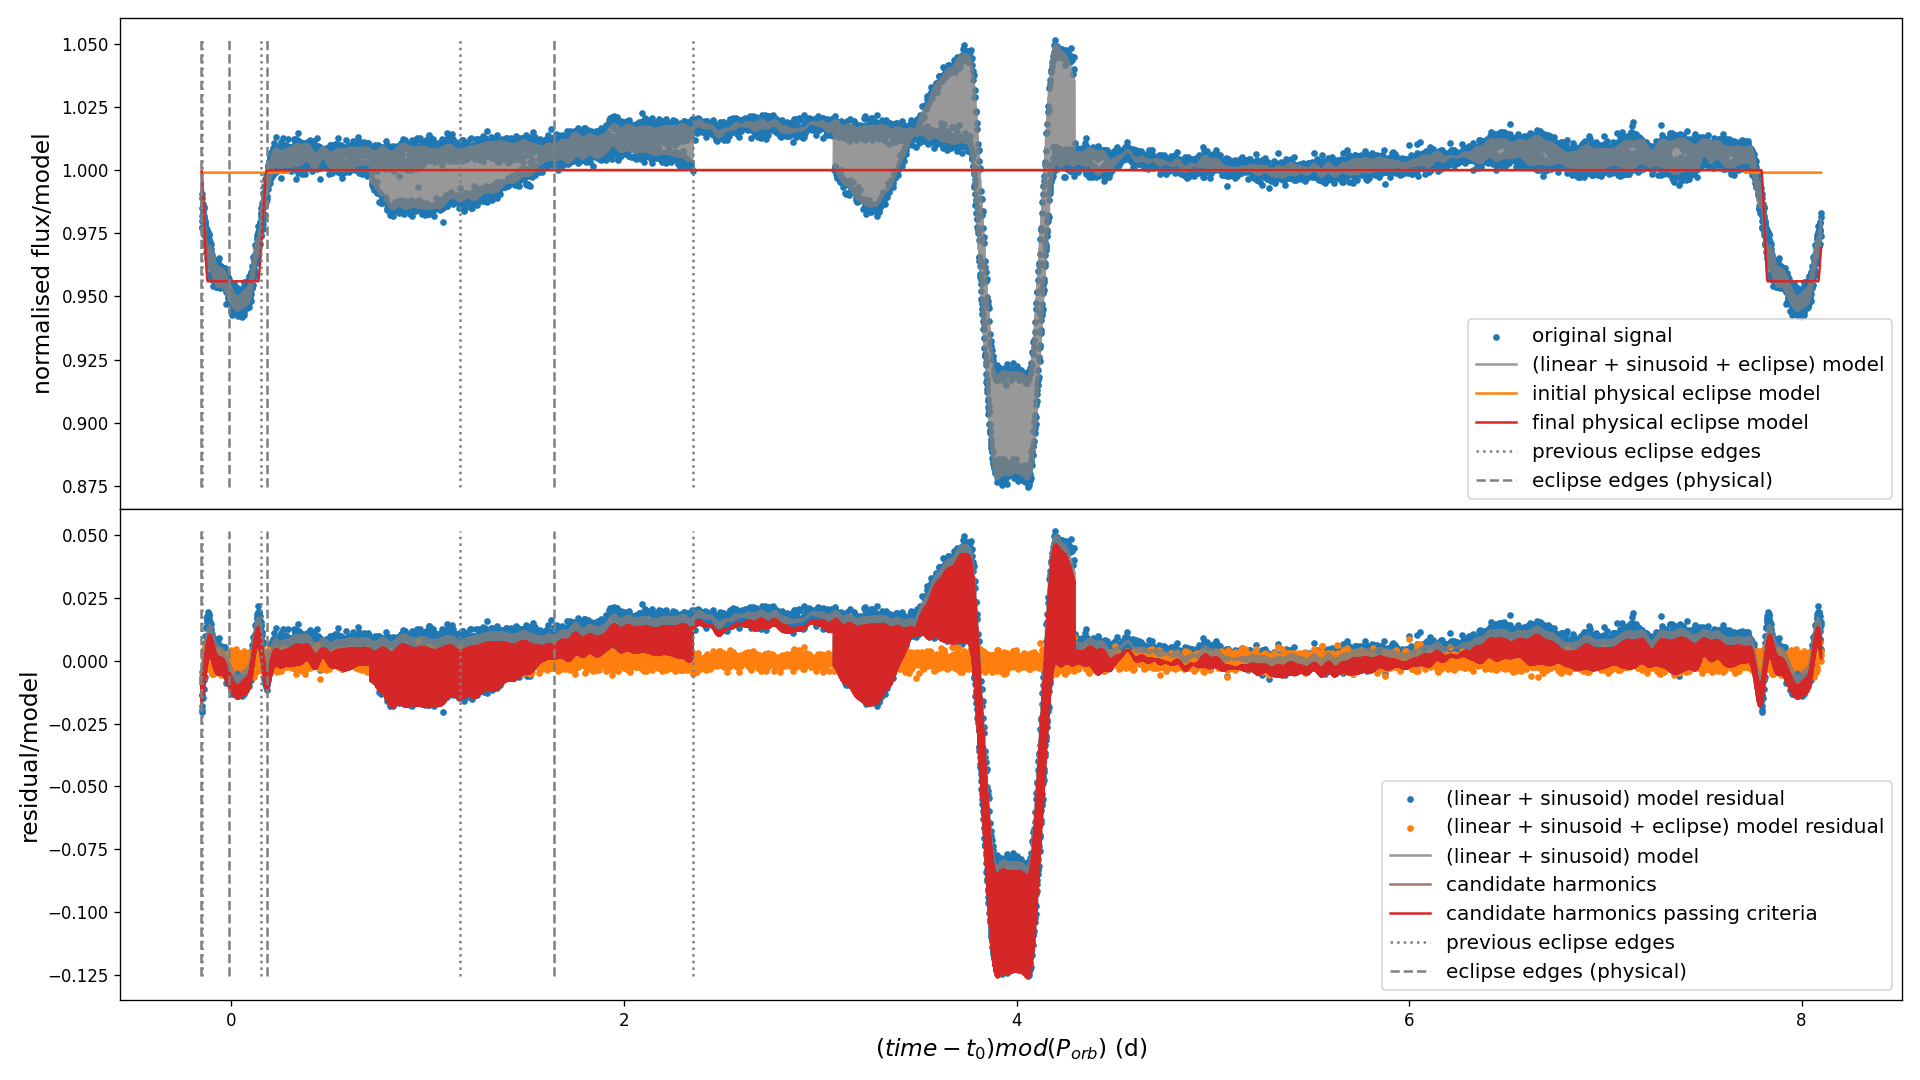 normalised flux/model
1.050
1.025
1.000
0.975
0.950
0.925
0.900
0.875
original signal
(linear + sinusoid + eclipse) model
initial physical eclipse model
final physical eclipse model
previous eclipse edges
eclipse edges (physical)
residual/model
0.050
0.025
0.000
−0.025
−0.050
−0.075
−0.100
−0.125
(linear + sinusoid) model residual
(linear + sinusoid + eclipse) model residual
(linear + sinusoid) model
candidate harmonics
candidate harmonics passing criteria
previous eclipse edges
eclipse edges (physical)
0 2 4 6 8
(time − t₀)mod(Pₒᵣb) (d)